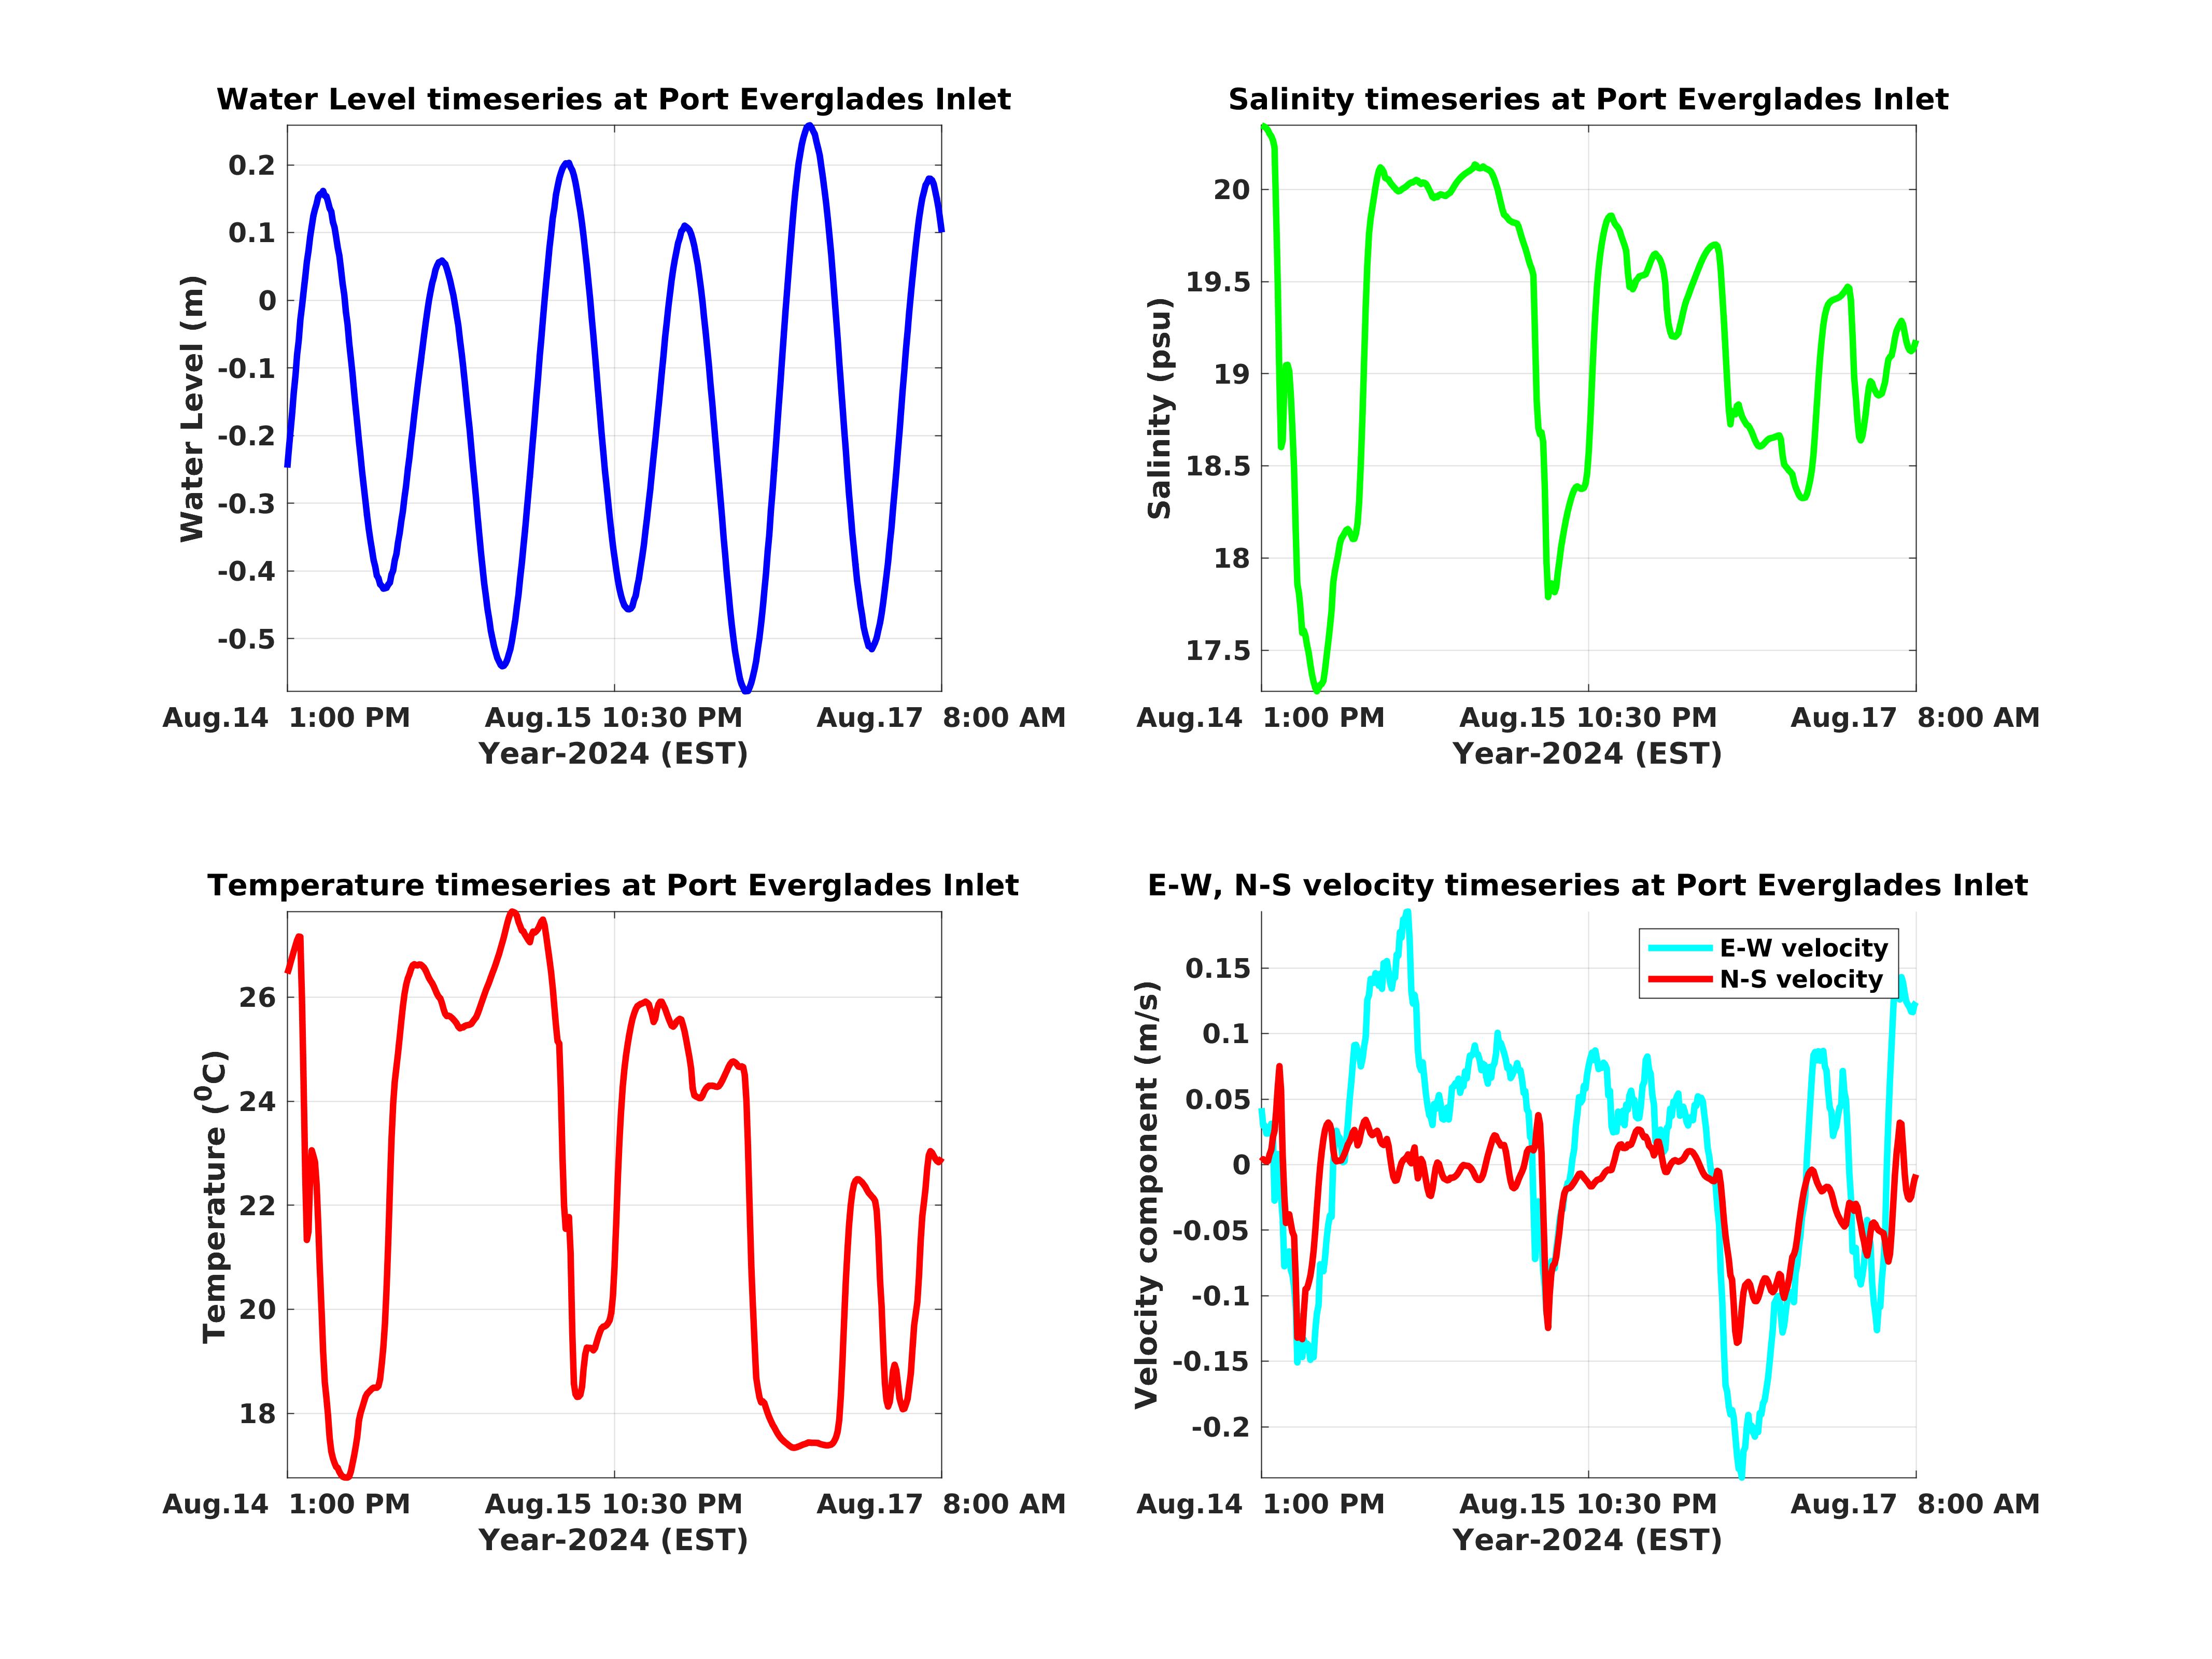 Water Level timeseries at Port Everglades Inlet
Water Level (m)
0.2
0.1
0
-0.1
-0.2
-0.3
-0.4
-0.5
Aug.14 1:00 PM Aug.15 10:30 PM Aug.17 8:00 AM
Year-2024 (EST)
Salinity timeseries at Port Everglades Inlet
Salinity (psu)
20
19.5
19
18.5
18
17.5
Aug.14 1:00 PM Aug.15 10:30 PM Aug.17 8:00 AM
Year-2024 (EST)
Temperature timeseries at Port Everglades Inlet
Temperature (⁰C)
26
24
22
20
18
Aug.14 1:00 PM Aug.15 10:30 PM Aug.17 8:00 AM
Year-2024 (EST)
E-W, N-S velocity timeseries at Port Everglades Inlet
E-W velocity
N-S velocity
Velocity component (m/s)
0.15
0.1
0.05
0
-0.05
-0.1
-0.15
-0.2
Aug.14 1:00 PM Aug.15 10:30 PM Aug.17 8:00 AM
Year-2024 (EST)